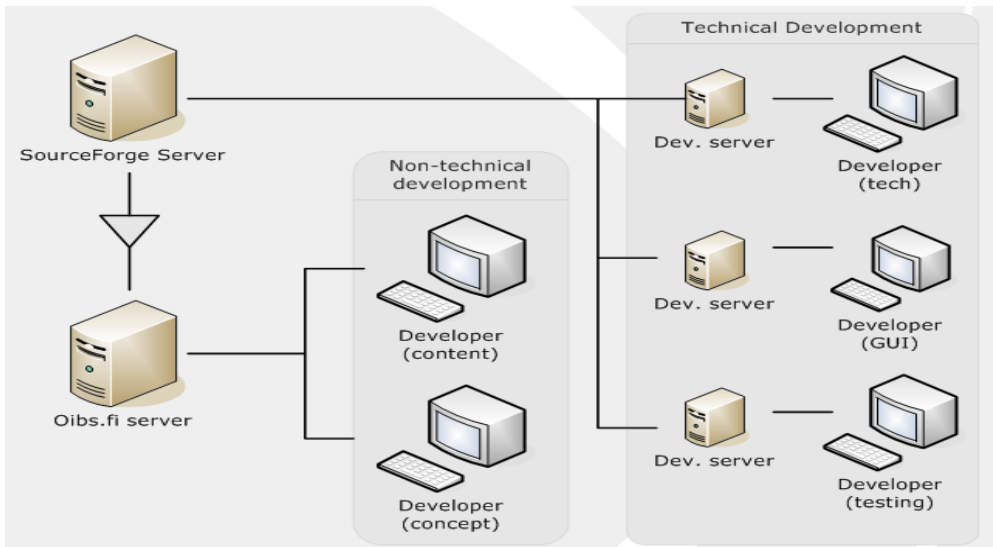 Technical Development
SourceForge Server
Dev. server
Developer
(tech)
Non-technical
development
Dev. server
Developer
(GUI)
Developer
(content)
Oibs.fi server
Dev. server
Developer
(testing)
Developer
(concept)